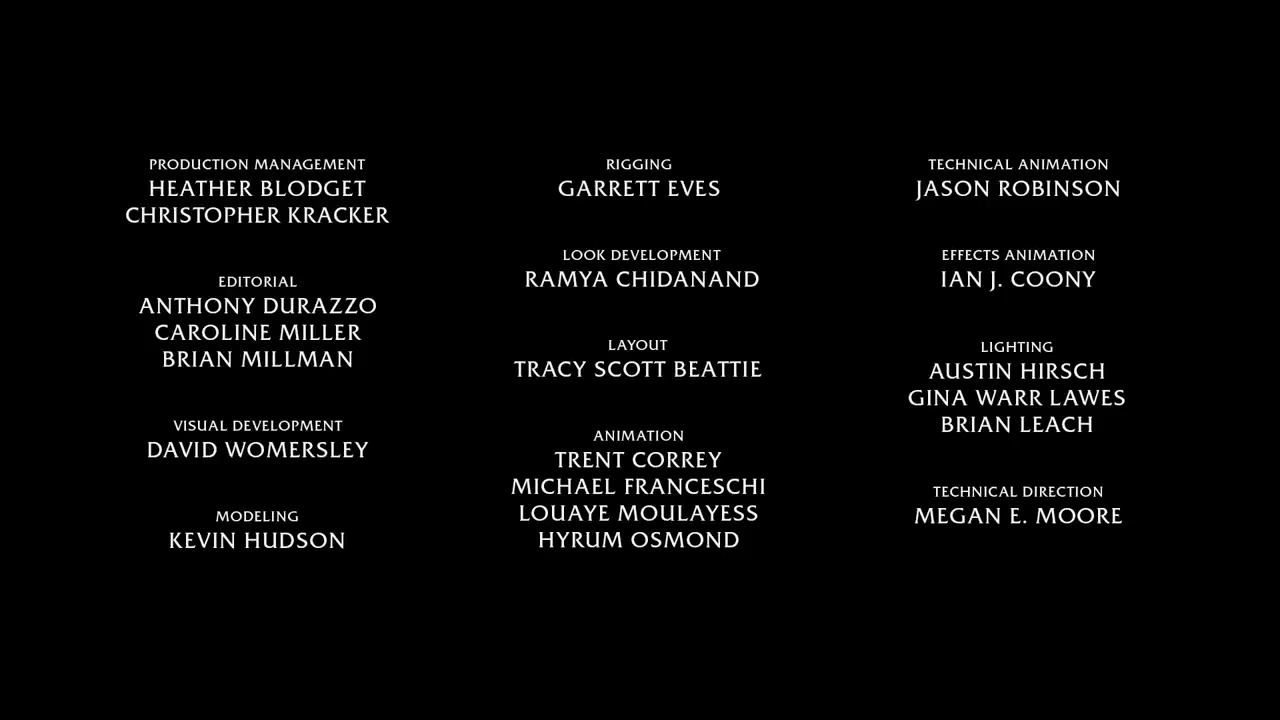 PRODUCTION MANAGEMENT
HEATHER BLODGET
CHRISTOPHER KRACKER
EDITORIAL
ANTHONY DURAZZO
CAROLINE MILLER
BRIAN MILLMAN
VISUAL DEVELOPMENT
DAVID WOMERSLEY
MODELING
KEVIN HUDSON
RIGGING
GARRETT EVES
LOOK DEVELOPMENT
RAMYA CHIDANAND
LAYOUT
TRACY SCOTT BEATTIE
ANIMATION
TRENT CORREY
MICHAEL FRANCESCHI
LOUAYE MOULAYESS
HYRUM OSMOND
TECHNICAL ANIMATION
JASON ROBINSON
EFFECTS ANIMATION
IAN J. COONY
LIGHTING
AUSTIN HIRSCH
GINA WARR LAWES
BRIAN LEACH
TECHNICAL DIRECTION
MEGAN E. MOORE